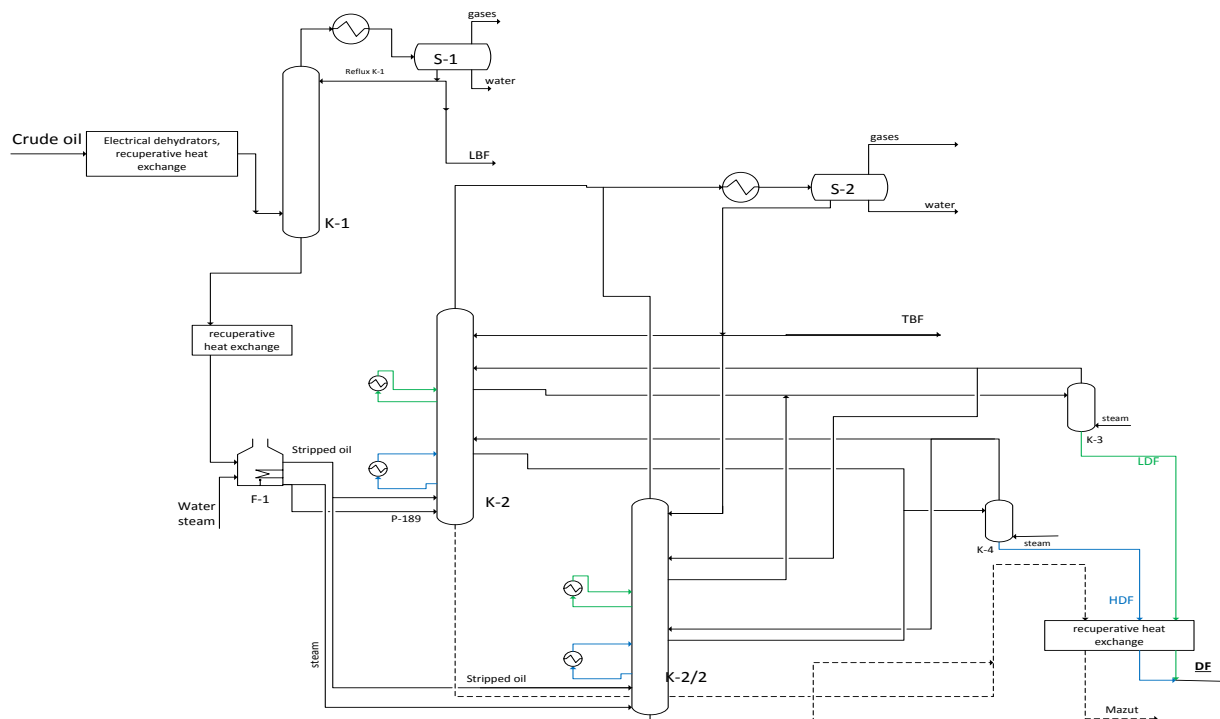 gases
S-1
Reflux K-1
water
Crude oil
Electrical dehydrators,
recuperative heat
exchange
LBF
K-1
gases
S-2
water
recuperative
heat exchange
TBF
steam
K-3
LDF
Stripped oil
F-1
Water
steam
P-189
K-2
K-4
steam
HDF
recuperative heat
exchange
steam
Stripped oil
K-2/2
DF
Mazut